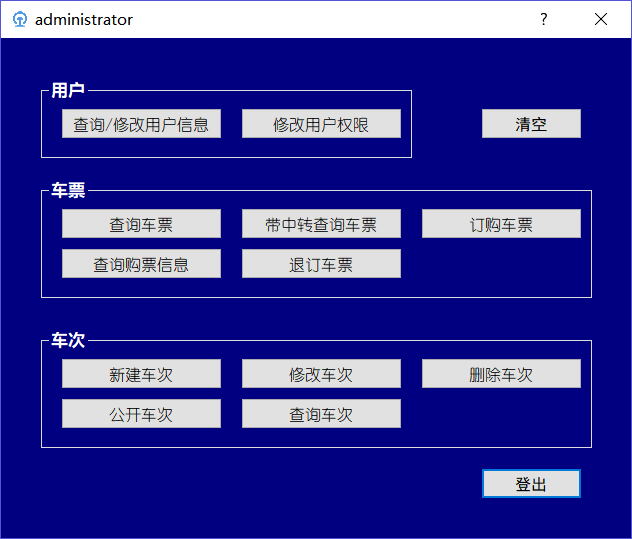 administrator
用户
查询/修改用户信息 修改用户权限 清空
车票
查询车票 带中转查询车票 订购车票
查询购票信息 退订车票
车次
新建车次 修改车次 删除车次
公开车次 查询车次
登出